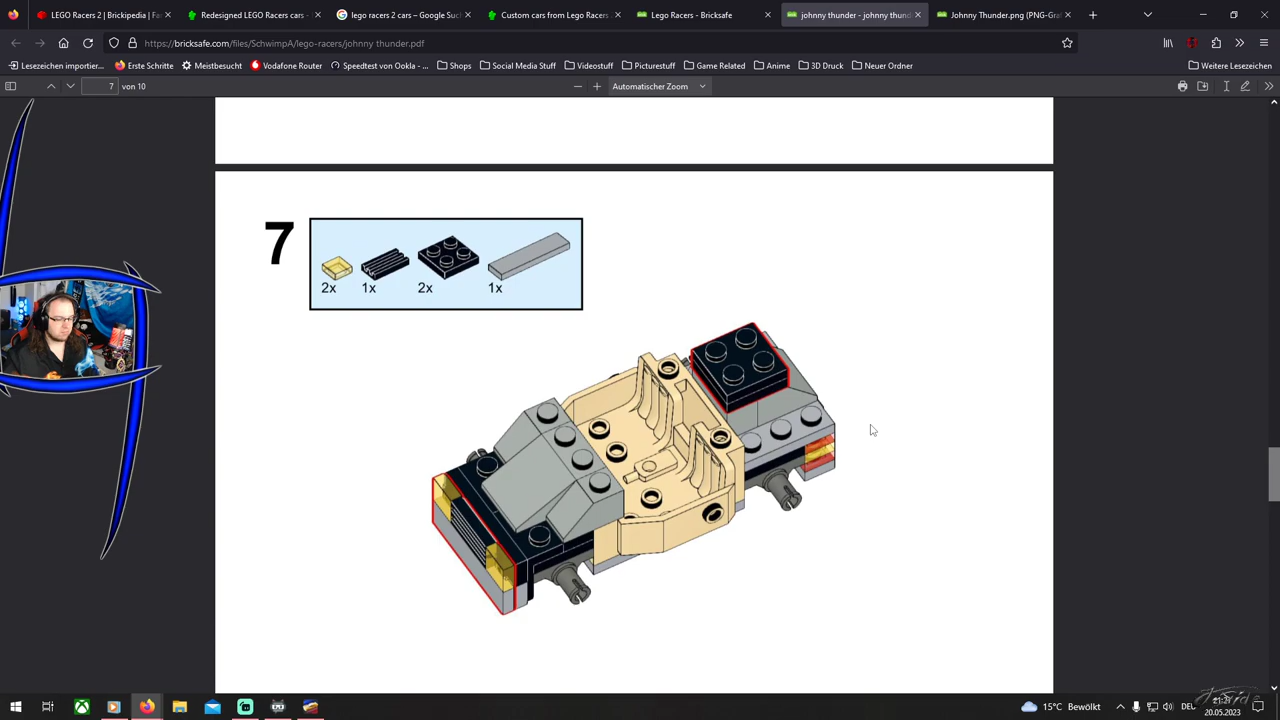 LEGO Racers 2 | Brickipedia | Fa
Redesigned LEGO Racers cars -
lego racers 2 cars – Google Suc
Custom cars from Lego Racers
Lego Racers - Bricksafe
johnny thunder - johnny thund
Johnny Thunder.png (PNG-Graf
https://bricksafe.com/files/SchwimpA/lego-racers/johnny thunder.pdf
Lesezeichen importier...
Erste Schritte
Meistbesucht
Vodafone Router
Speedtest von Ookla - ...
Shops
Social Media Stuff
Videostuff
Picturestuff
Game Related
Anime
3D Druck
Neuer Ordner
Weitere Lesezeichen
7 von 10
Automatischer Zoom
7
2x 1x 2x 1x
15°C Bewölkt
DE
20.05.2023